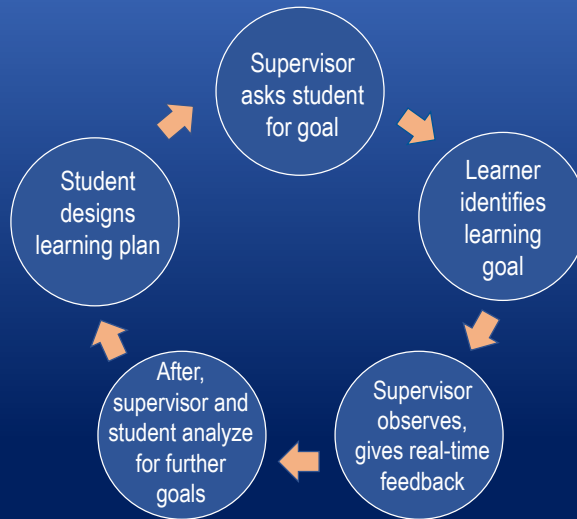 Supervisor
asks student
for goal
Learner
identifies
learning
goal
Supervisor
observes,
gives real-time
feedback
After,
supervisor and
student analyze
for further
goals
Student
designs
learning plan